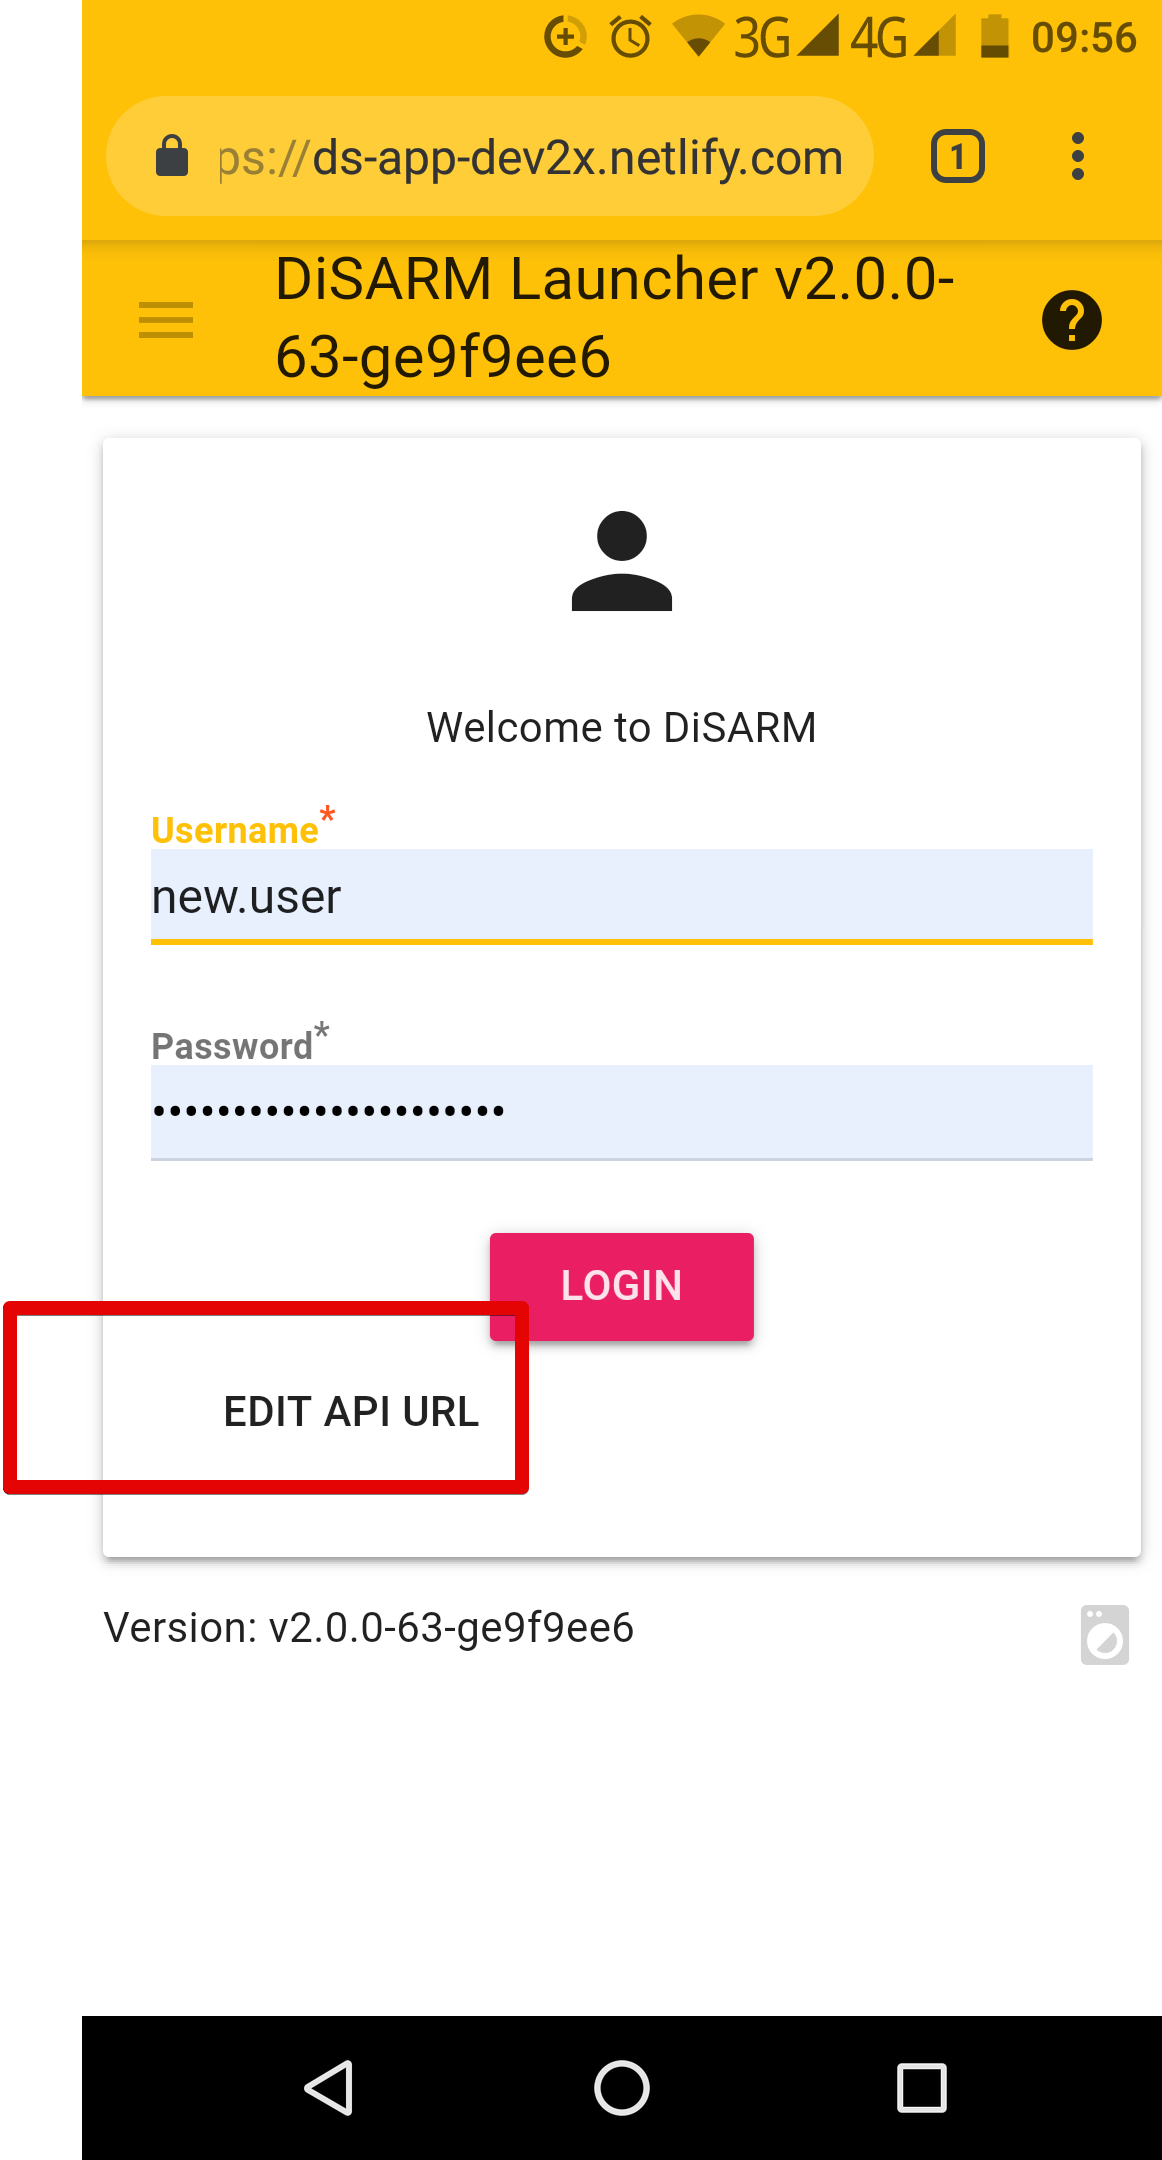 3G 4G 09:56
ps://ds-app-dev2x.netlify.com
1
DiSARM Launcher v2.0.0-
63-ge9f9ee6
?
Welcome to DiSARM
Username*
new.user
Password*
••••••••••••••••••••••
LOGIN
EDIT API URL
Version: v2.0.0-63-ge9f9ee6